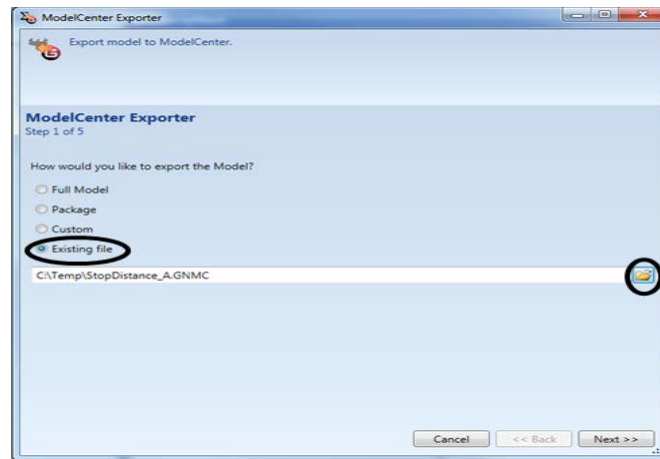 ModelCenter Exporter
Export model to ModelCenter.
ModelCenter Exporter
Step 1 of 5
How would you like to export the Model?
Full Model
Package
Custom
Existing file
C:\Temp\StopDistance_A.GNMC
Cancel << Back Next >>